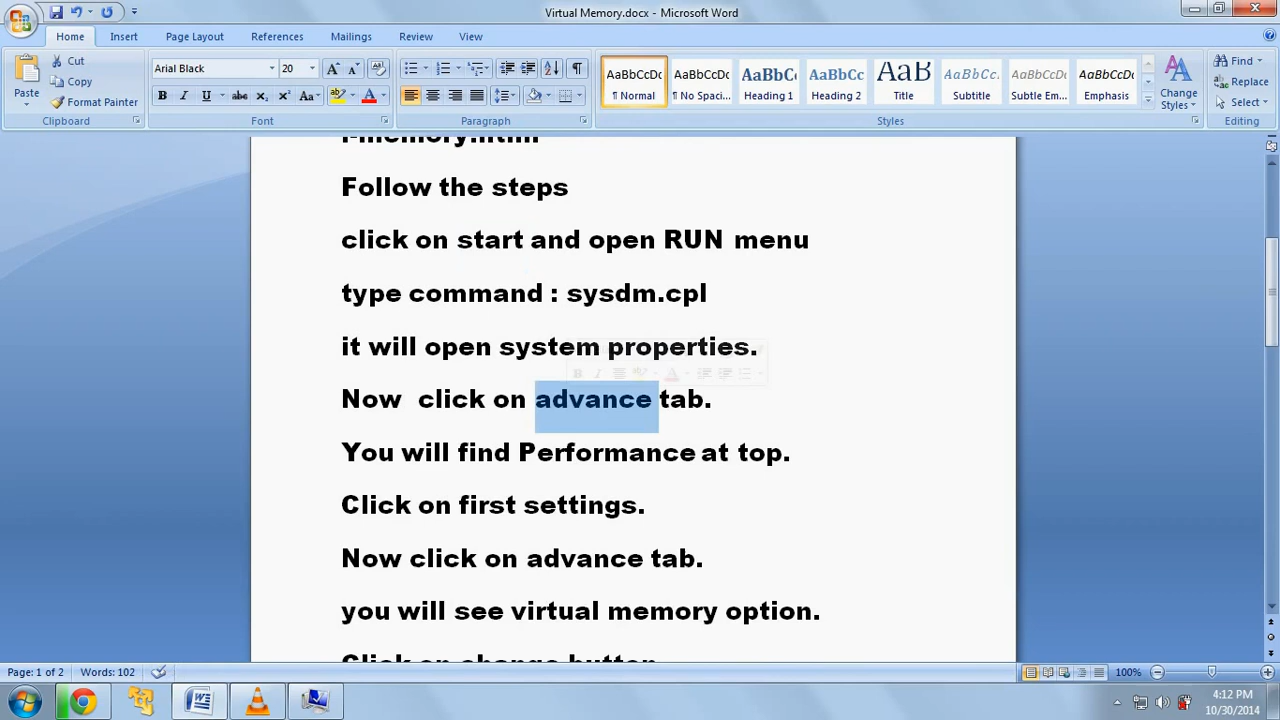 Virtual Memory.docx - Microsoft Word
Home Insert Page Layout References Mailings Review View
Paste
Cut
Copy
Format Painter
Clipboard
Arial Black 20
Font
Paragraph
AaBbCcDc ¶ Normal
AaBbCcDc ¶ No Spaci...
AaBbC Heading 1
AaBbCc Heading 2
AaB Title
AaBbCc. Subtitle
AaBbCcDc Subtle Em...
AaBbCcDc Emphasis
Change Styles
Styles
Find
Replace
Select
Editing
Follow the steps
click on start and open RUN menu
type command : sysdm.cpl
it will open system properties.
Now click on advance tab.
You will find Performance at top.
Click on first settings.
Now click on advance tab.
you will see virtual memory option.
Click on change button
Page: 1 of 2 Words: 102 100%
4:12 PM
10/30/2014